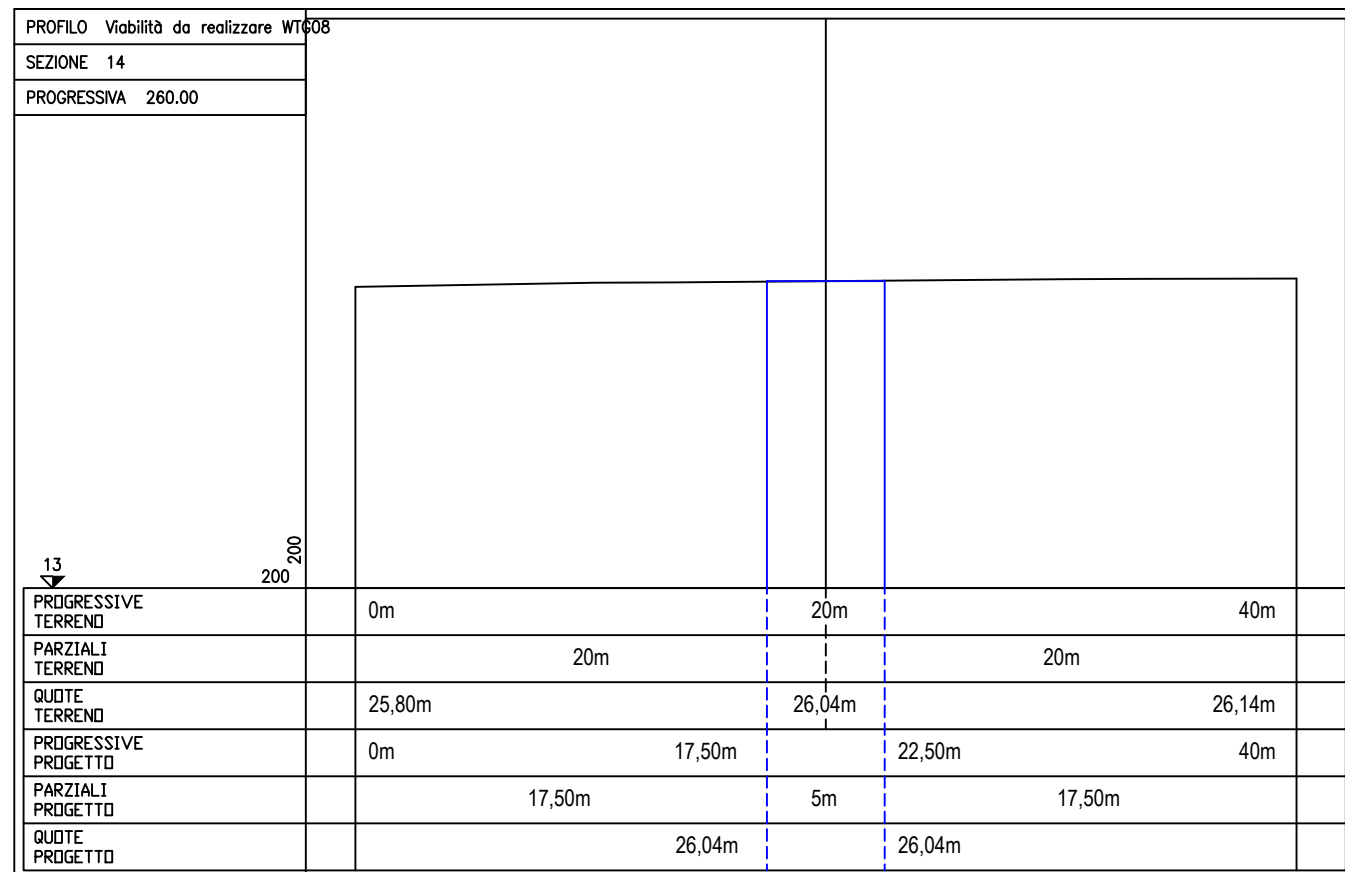 PROFILO Viabilità da realizzare WTG08
SEZIONE 14
PROGRESSIVA 260.00
13
200
200
PROGRESSIVE
TERRENO
0m 20m 40m
PARZIALI
TERRENO
20m 20m
QUOTE
TERRENO
25,80m 26,04m 26,14m
PROGRESSIVE
PROGETTO
0m 17,50m 22,50m 40m
PARZIALI
PROGETTO
17,50m 5m 17,50m
QUOTE
PROGETTO
26,04m 26,04m